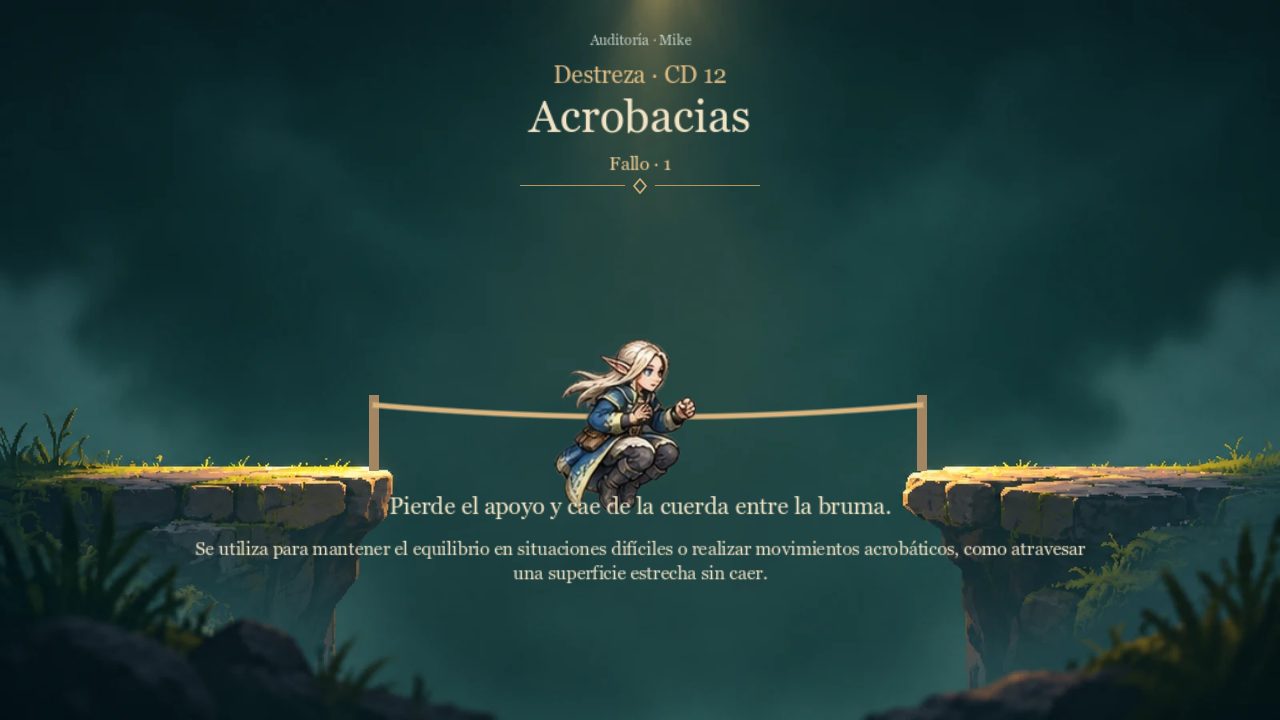 Auditoría · Mike
Destreza · CD 12
Acrobacias
Fallo · 1
Pierde el apoyo y cae de la cuerda entre la bruma.
Se utiliza para mantener el equilibrio en situaciones difíciles o realizar movimientos acrobáticos, como atravesar
una superficie estrecha sin caer.